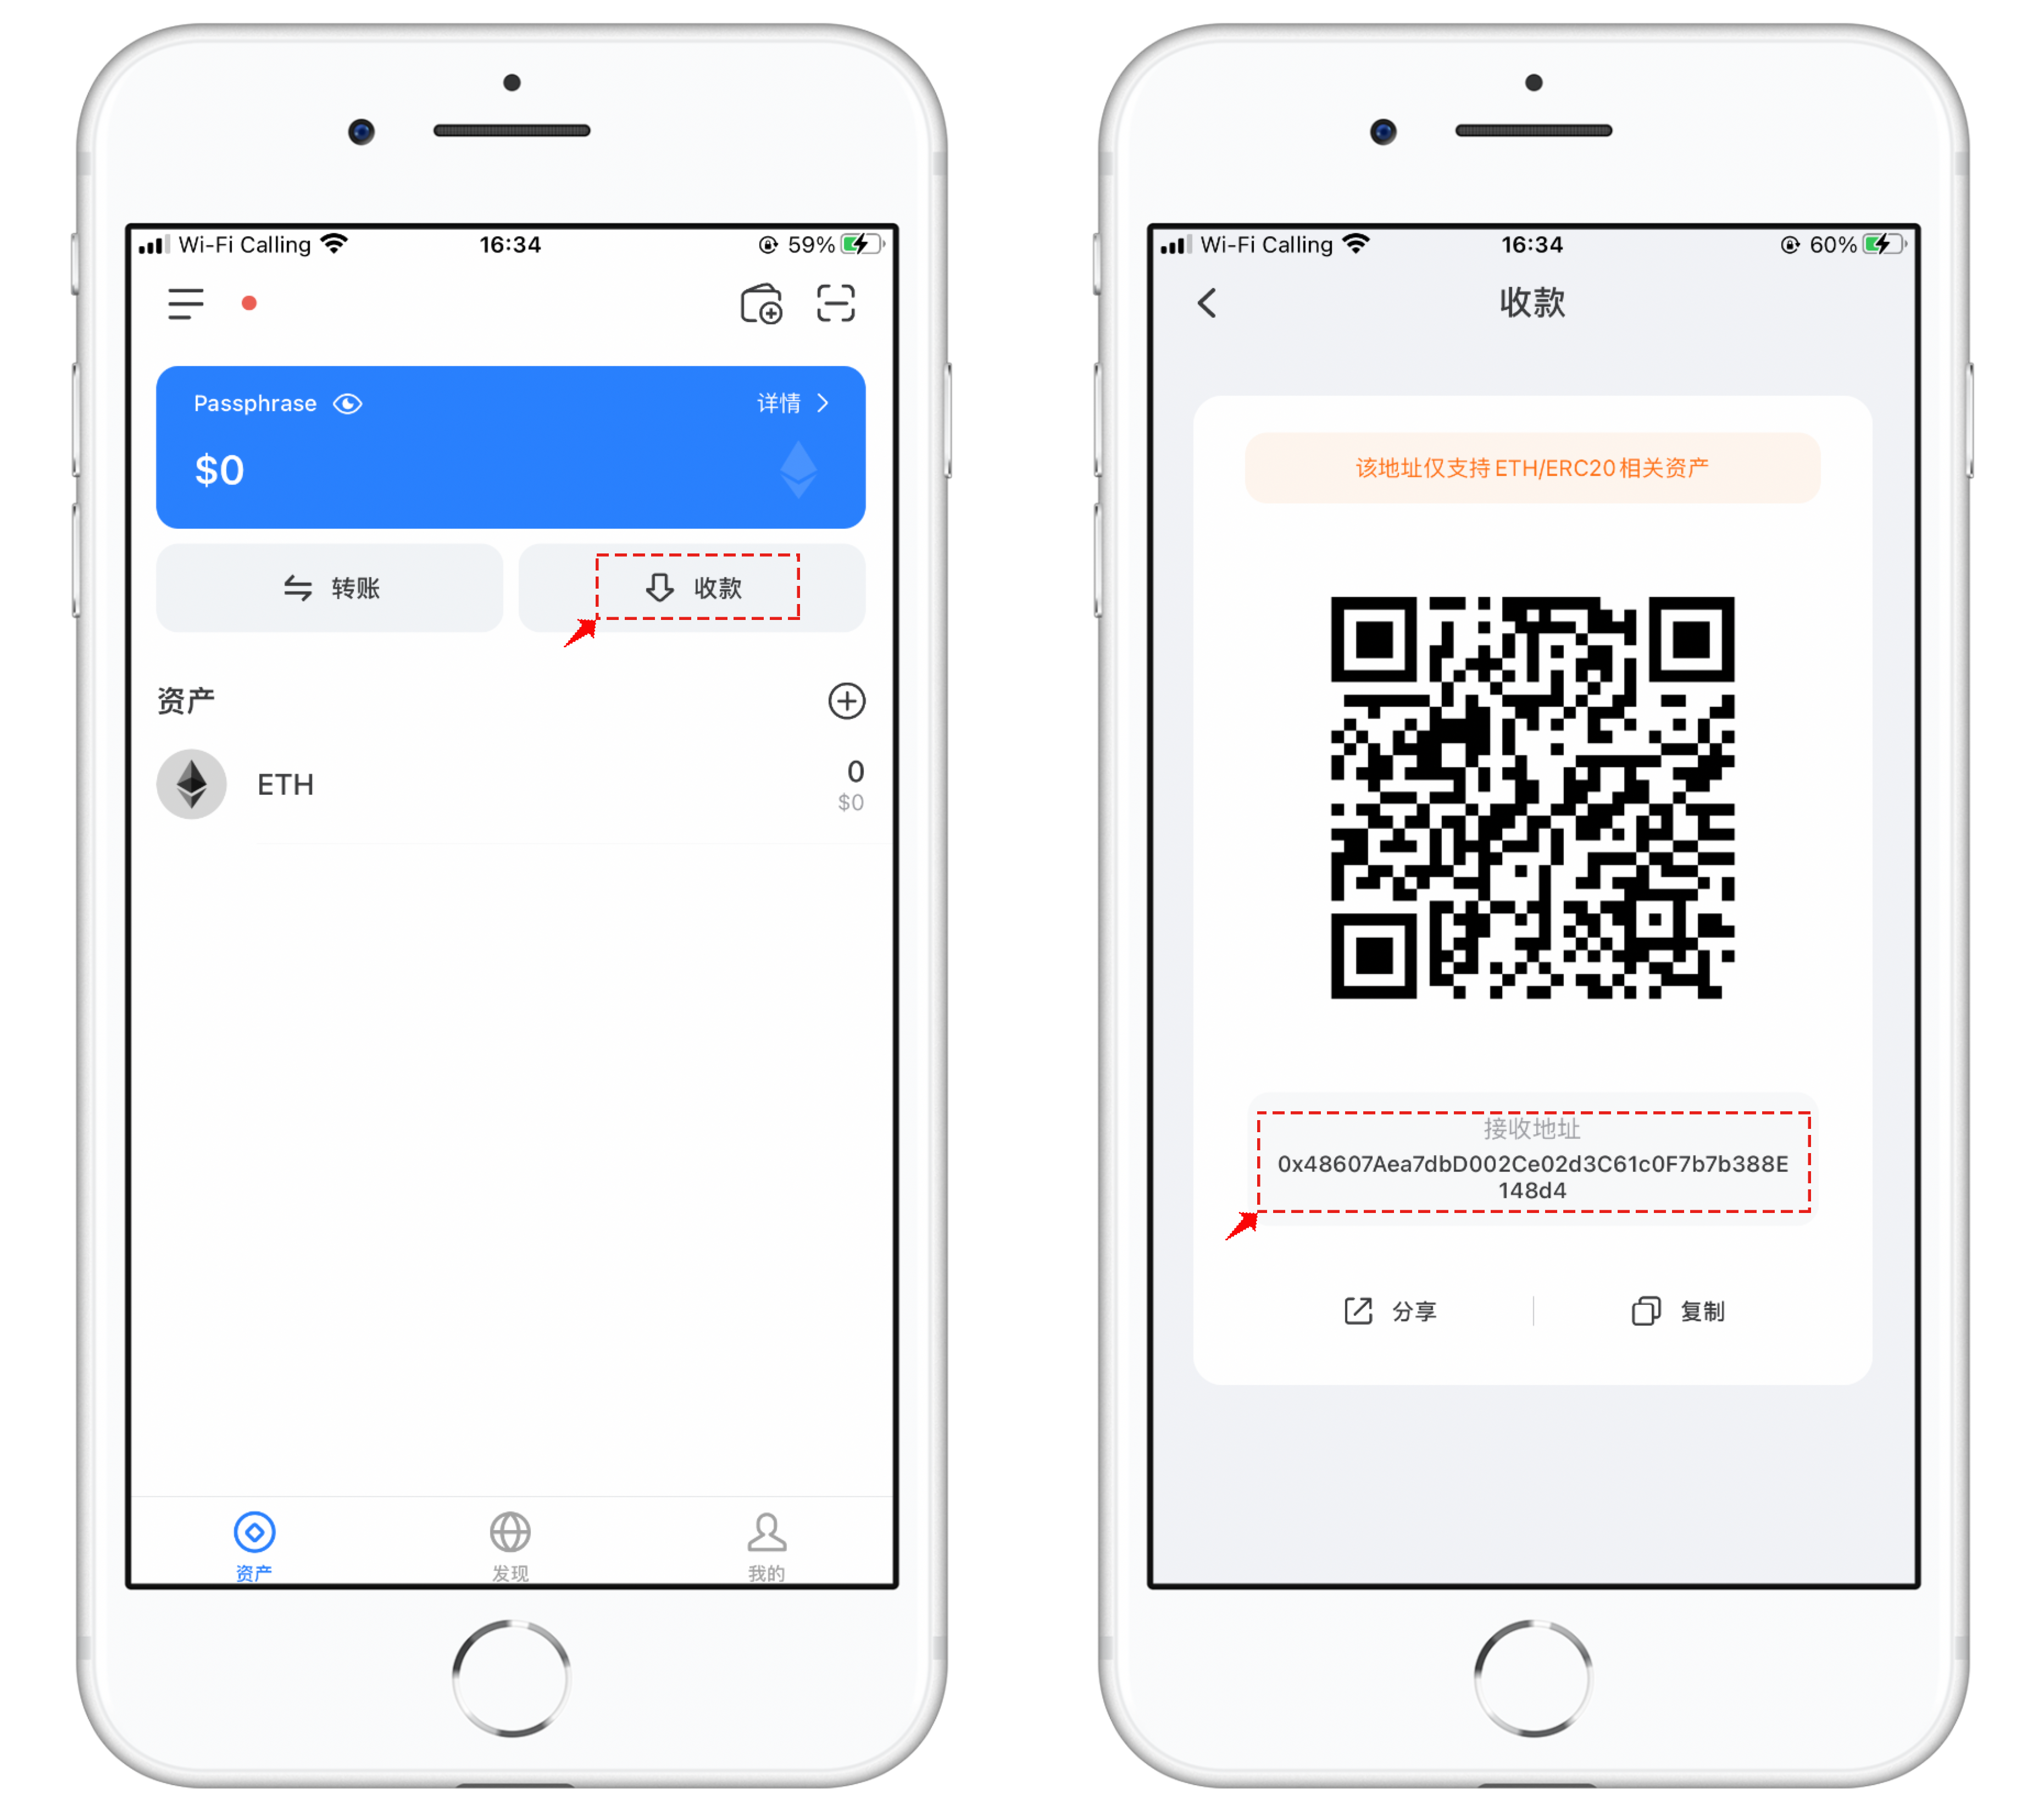 Wi-Fi Calling 16:34 59%
Passphrase 详情
$0
转账 收款
资产
ETH 0
$0
资产 发现 我的
Wi-Fi Calling 16:34 60%
收款
该地址仅支持ETH/ERC20相关资产
接收地址
0x48607Aea7dbD002Ce02d3C61c0F7b7b388E
148d4
分享 复制